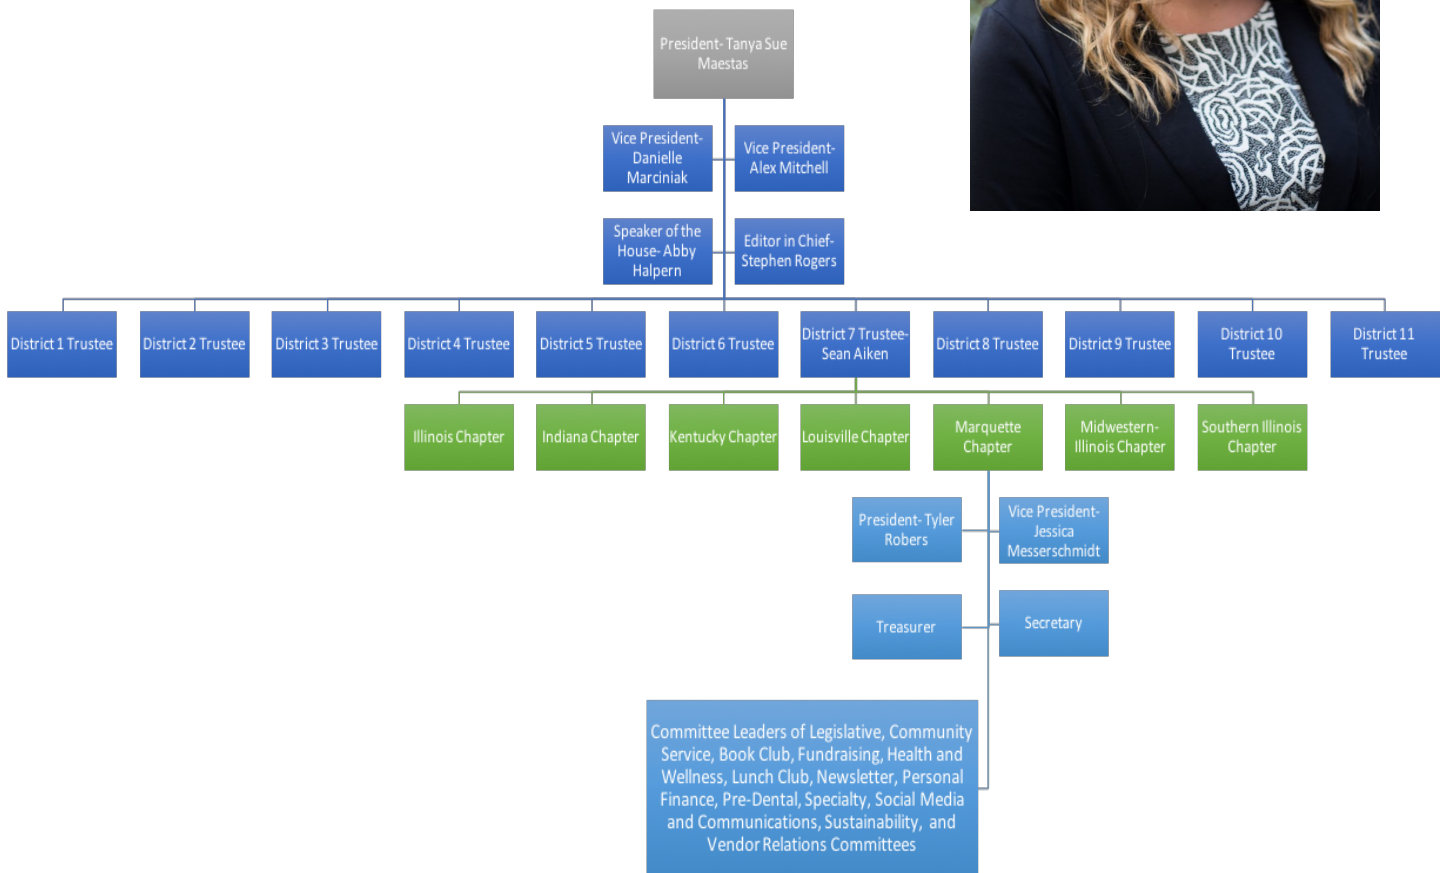 President- Tanya Sue
Maestas
Vice President-
Danielle
Marciniak
Vice President-
Alex Mitchell
Speaker of the
House- Abby
Halpern
Editor in Chief-
Stephen Rogers
District 1 Trustee
District 2 Trustee
District 3 Trustee
District 4 Trustee
District 5 Trustee
District 6 Trustee
District 7 Trustee-
Sean Aiken
District 8 Trustee
District 9 Trustee
District 10
Trustee
District 11
Trustee
Illinois Chapter
Indiana Chapter
Kentucky Chapter
Louisville Chapter
Marquette
Chapter
Midwestern-
Illinois Chapter
Southern Illinois
Chapter
President- Tyler
Robers
Vice President-
Jessica
Messerschmidt
Treasurer
Secretary
Committee Leaders of Legislative, Community
Service, Book Club, Fundraising, Health and
Wellness, Lunch Club, Newsletter, Personal
Finance, Pre-Dental, Specialty, Social Media
and Communications, Sustainability, and
Vendor Relations Committees